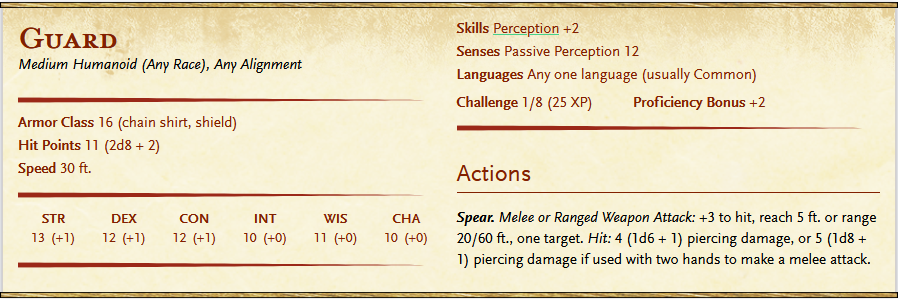 GUARD
Medium Humanoid (Any Race), Any Alignment
Armor Class 16 (chain shirt, shield)
Hit Points 11 (2d8 + 2)
Speed 30 ft.
STR DEX CON INT WIS CHA
13 (+1) 12 (+1) 12 (+1) 10 (+0) 11 (+0) 10 (+0)
Skills Perception +2
Senses Passive Perception 12
Languages Any one language (usually Common)
Challenge 1/8 (25 XP) Proficiency Bonus +2
Actions
Spear. Melee or Ranged Weapon Attack: +3 to hit, reach 5 ft. or range
20/60 ft., one target. Hit: 4 (1d6 + 1) piercing damage, or 5 (1d8 +
1) piercing damage if used with two hands to make a melee attack.